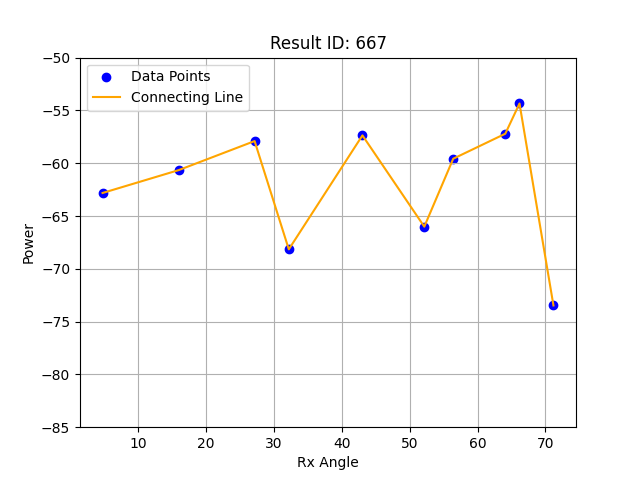 Result ID: 667
Data Points
Connecting Line
−50
−55
−60
−65
−70
−75
−80
−85
Power
10 20 30 40 50 60 70
Rx Angle